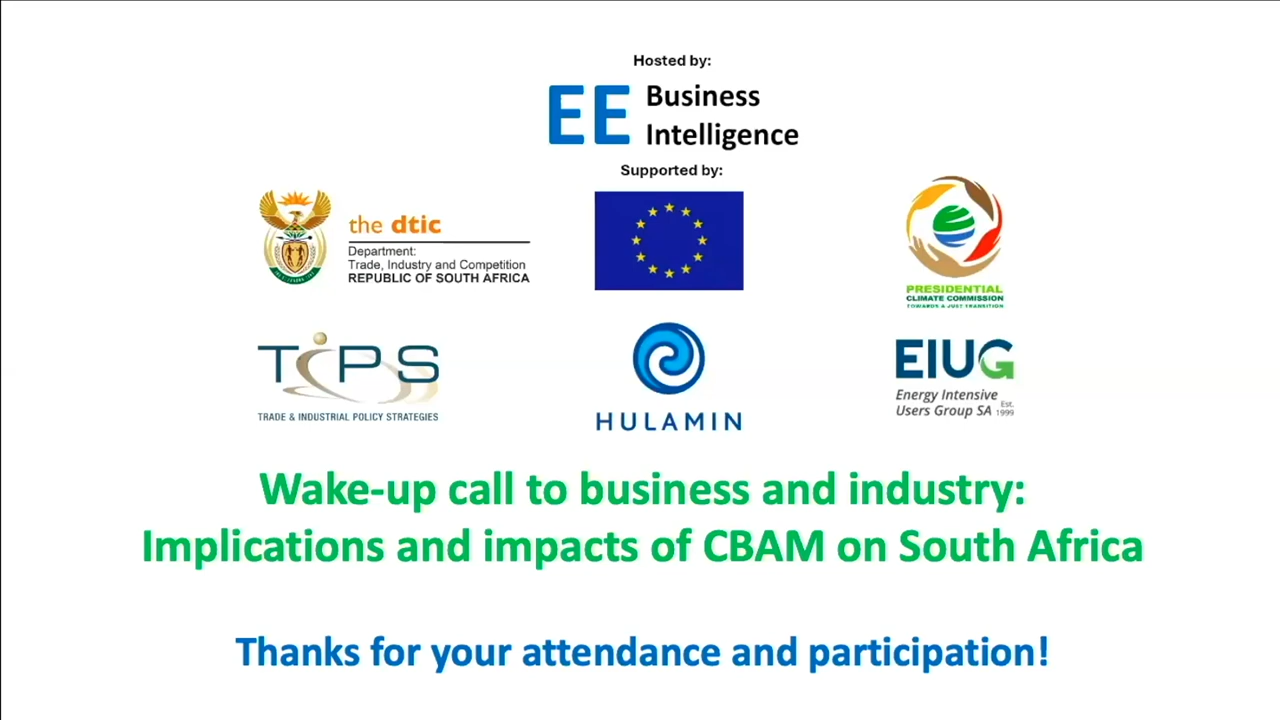 Hosted by:
EE Business
Intelligence
Supported by:
the dtic
Department:
Trade, Industry and Competition
REPUBLIC OF SOUTH AFRICA
PRESIDENTIAL
CLIMATE COMMISSION
TOWARDS A JUST TRANSITION
TIPS
TRADE & INDUSTRIAL POLICY STRATEGIES
HULAMIN
EIUG
Energy Intensive
Users Group SA Est.
1999
Wake-up call to business and industry:
Implications and impacts of CBAM on South Africa
Thanks for your attendance and participation!